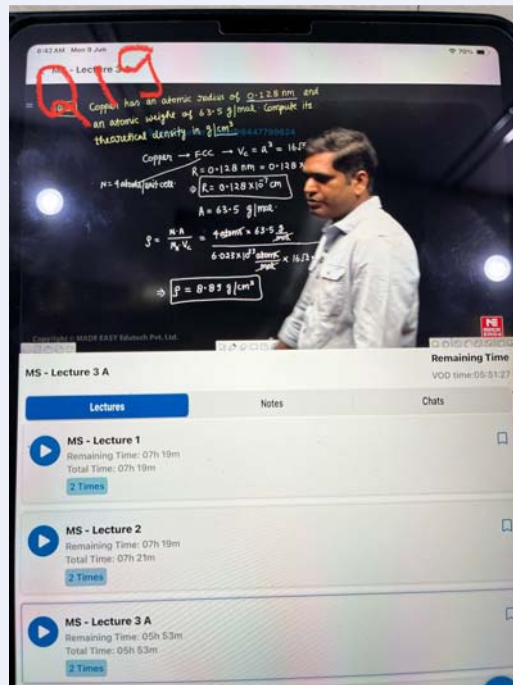 8:42 AM Mon 9 Jun
70%
MS - Lecture 3
Q19
Copper has an atomic radius of 0.128 nm and
an atomic weight of 63.5 g/mol. Compute its
theoretical density in g/cm³
Copper → FCC → Vc = a³ = 16√2
R = 0.128 nm = 0.128 ×
N = 4 atoms/unit cell
⇒ R = 0.128 × 10⁻⁷ cm
A = 63.5 g/mol
ρ = N·A / Vc = 4 atoms × 63.5 g/mol / 6.023×10²³ atoms/mol × 16√2
⇒ ρ = 8.89 g/cm³
MADE EASY
Copyright © MADE EASY Edutech Pvt. Ltd.
MS - Lecture 3 A
Remaining Time
VOD time:05:51:27
Lectures
Notes
Chats
MS - Lecture 1
Remaining Time: 07h 19m
Total Time: 07h 19m
2 Times
MS - Lecture 2
Remaining Time: 07h 19m
Total Time: 07h 21m
2 Times
MS - Lecture 3 A
Remaining Time: 05h 53m
Total Time: 05h 53m
2 Times